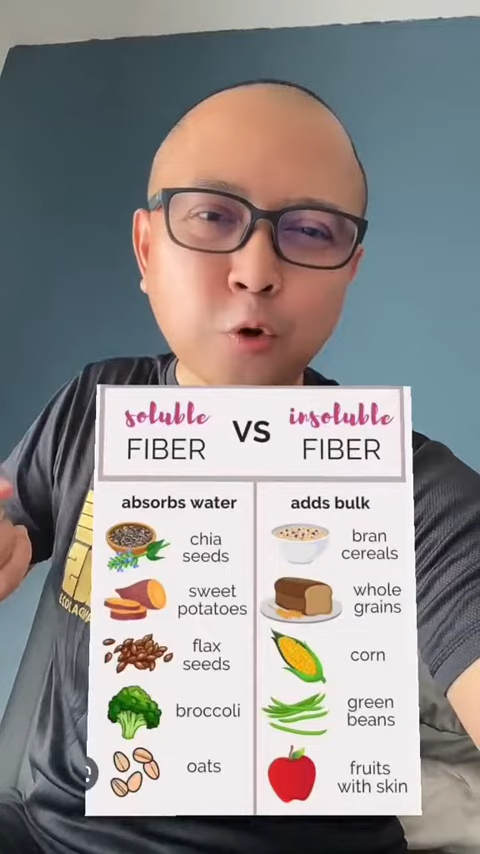 soluble
FIBER
VS
insoluble
FIBER
absorbs water
chia
seeds
sweet
potatoes
flax
seeds
broccoli
oats
adds bulk
bran
cereals
whole
grains
corn
green
beans
fruits
with skin